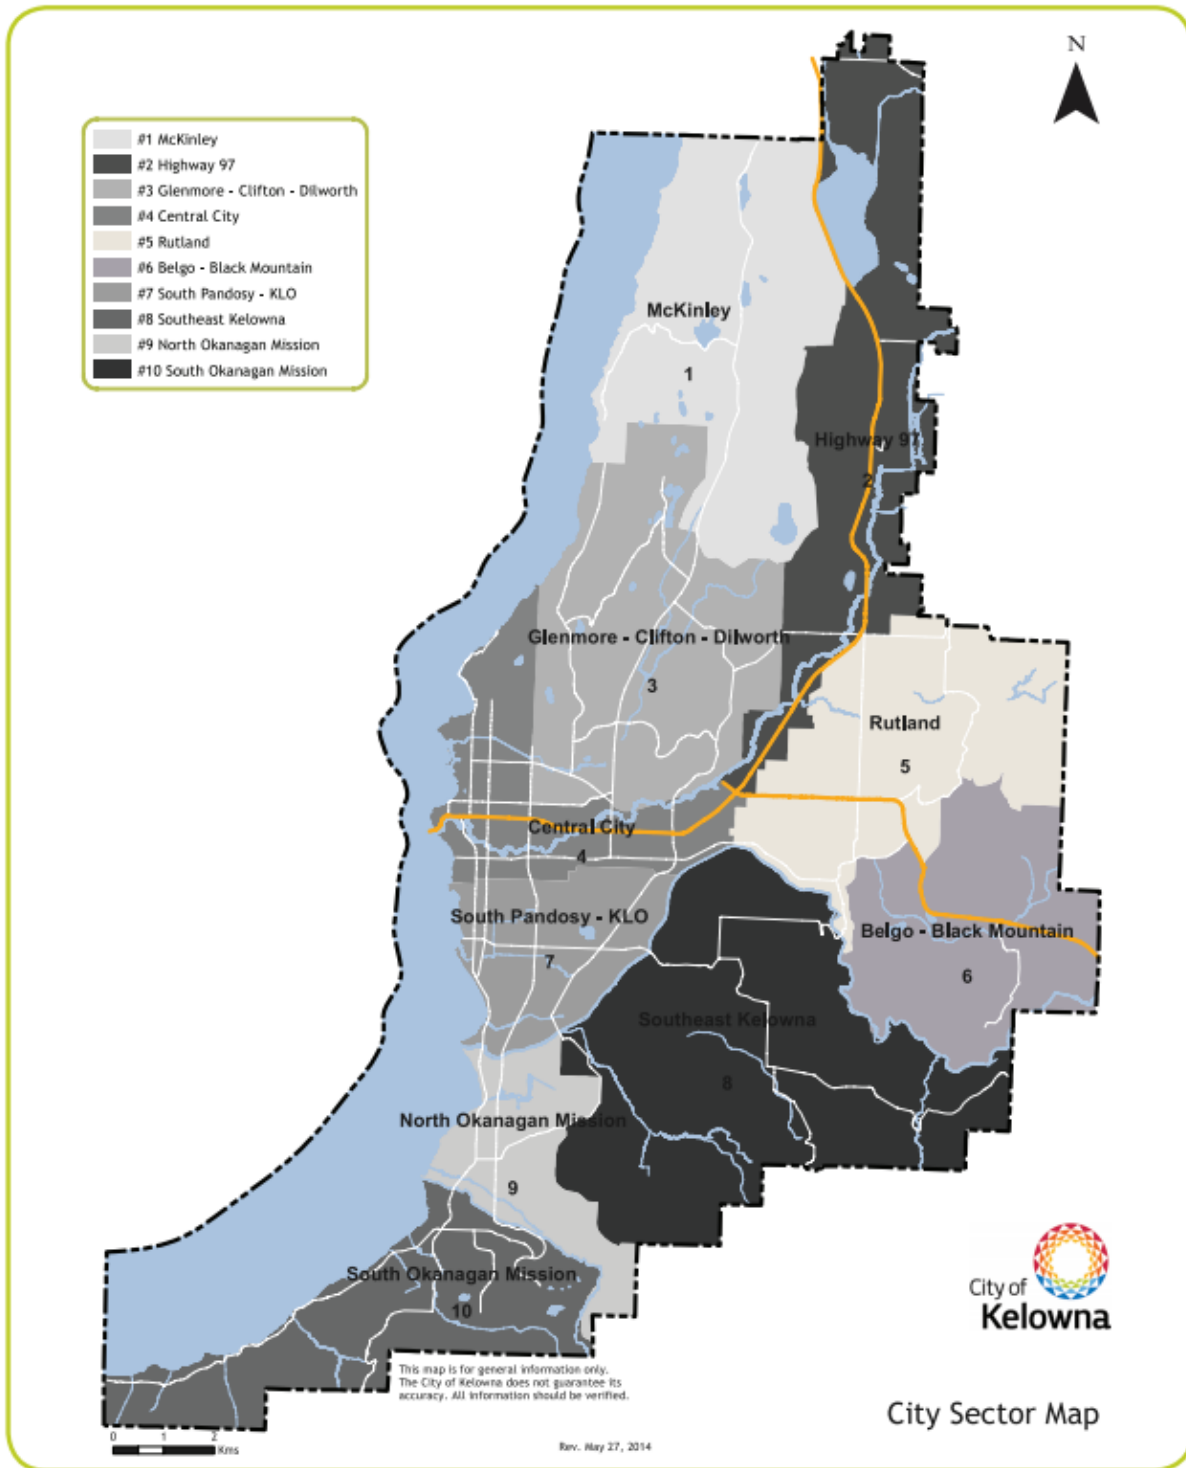 N
#1 McKinley
#2 Highway 97
#3 Glenmore - Clifton - Dilworth
#4 Central City
#5 Rutland
#6 Belgo - Black Mountain
#7 South Pandosy - KLO
#8 Southeast Kelowna
#9 North Okanagan Mission
#10 South Okanagan Mission
McKinley
1
Highway 97
2
Glenmore - Clifton - Dilworth
3
Rutland
5
Central City
4
South Pandosy - KLO
7
Belgo - Black Mountain
6
Southeast Kelowna
8
North Okanagan Mission
9
South Okanagan Mission
10
City of
Kelowna
This map is for general information only.
The City of Kelowna does not guarantee its
accuracy. All information should be verified.
City Sector Map
0 1 2
Kms
Rev. May 27, 2014